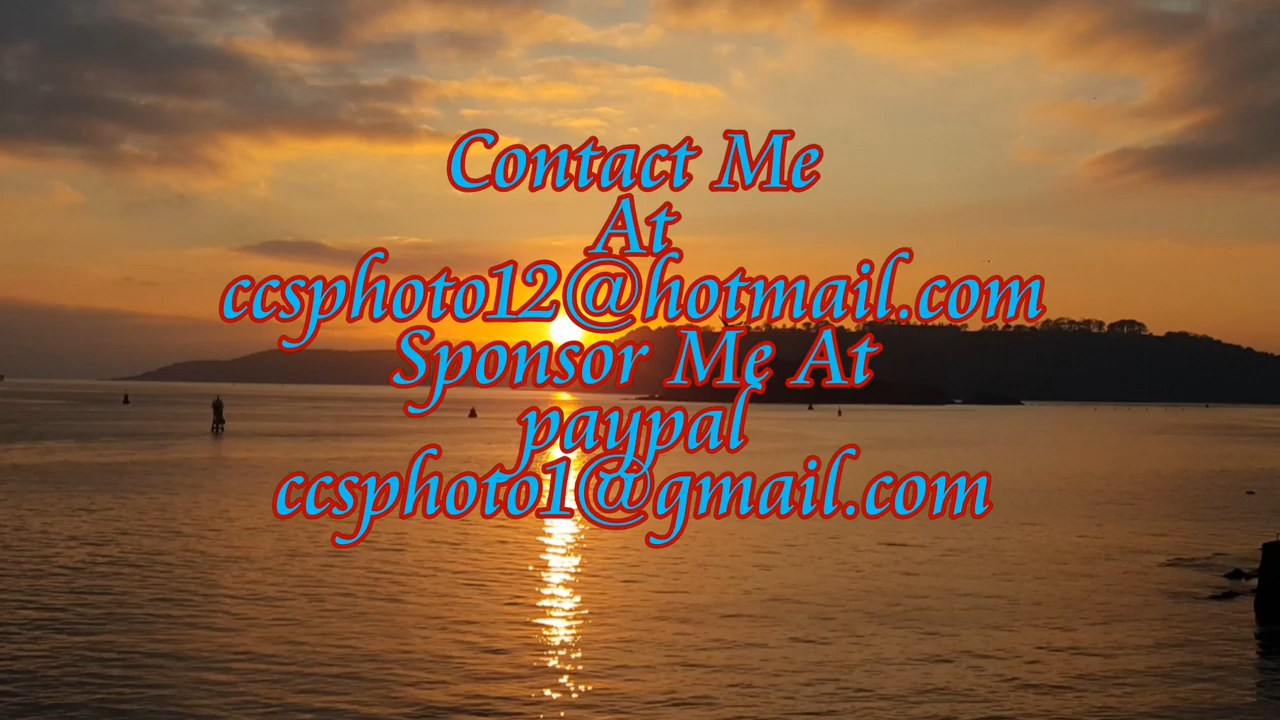 Contact Me
At
ccsphoto12@hotmail.com
Sponsor Me At
paypal
ccsphoto1@gmail.com